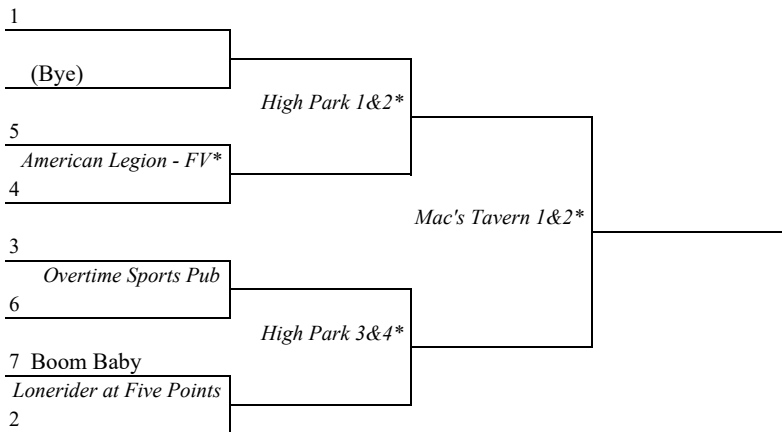 1
(Bye)
High Park 1&2*
5
American Legion - FV*
4
Mac's Tavern 1&2*
3
Overtime Sports Pub
6
High Park 3&4*
7 Boom Baby
Lonerider at Five Points
2